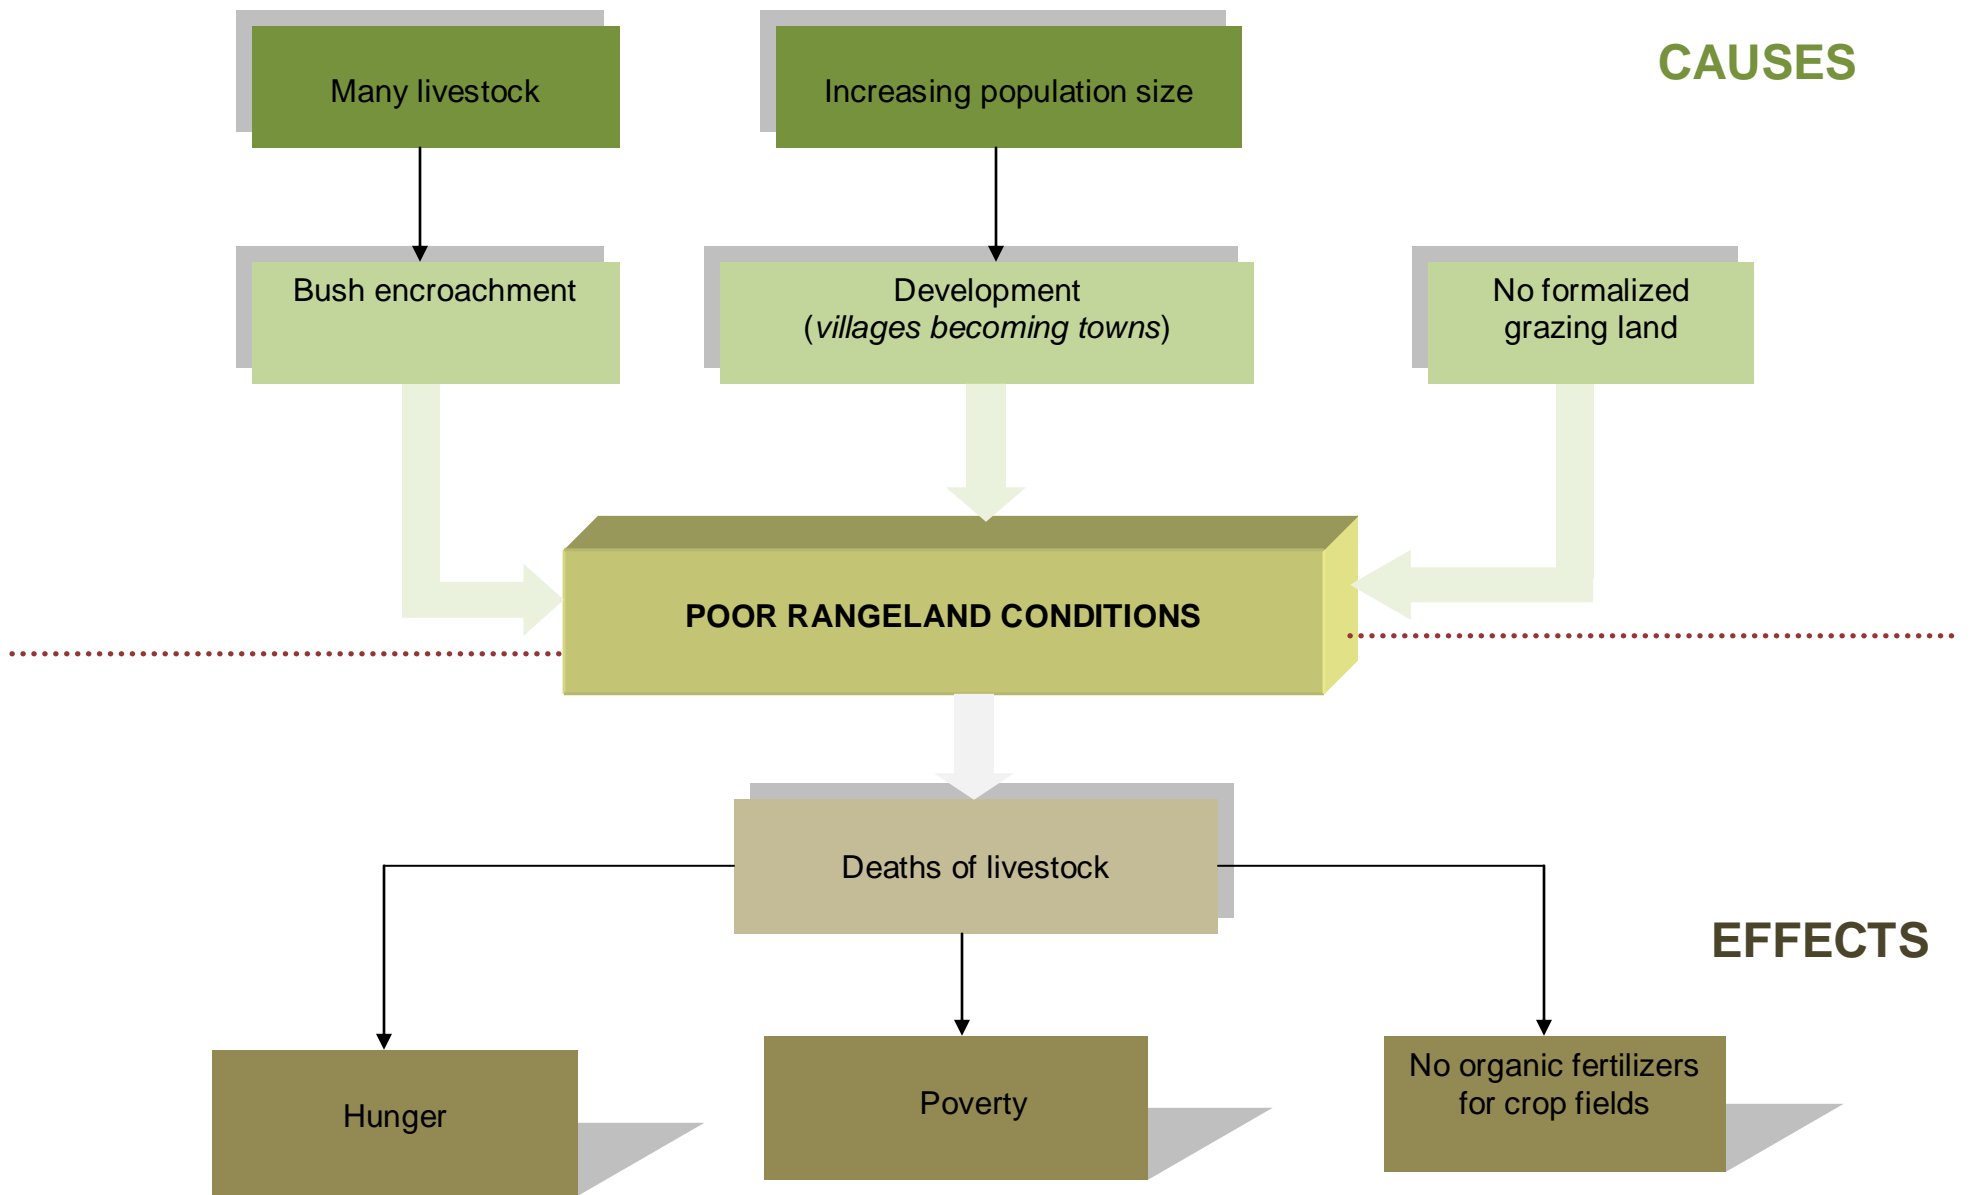 CAUSES
Many livestock
Increasing population size
Bush encroachment
Development
(villages becoming towns)
No formalized
grazing land
POOR RANGELAND CONDITIONS
Deaths of livestock
EFFECTS
Hunger
Poverty
No organic fertilizers
for crop fields